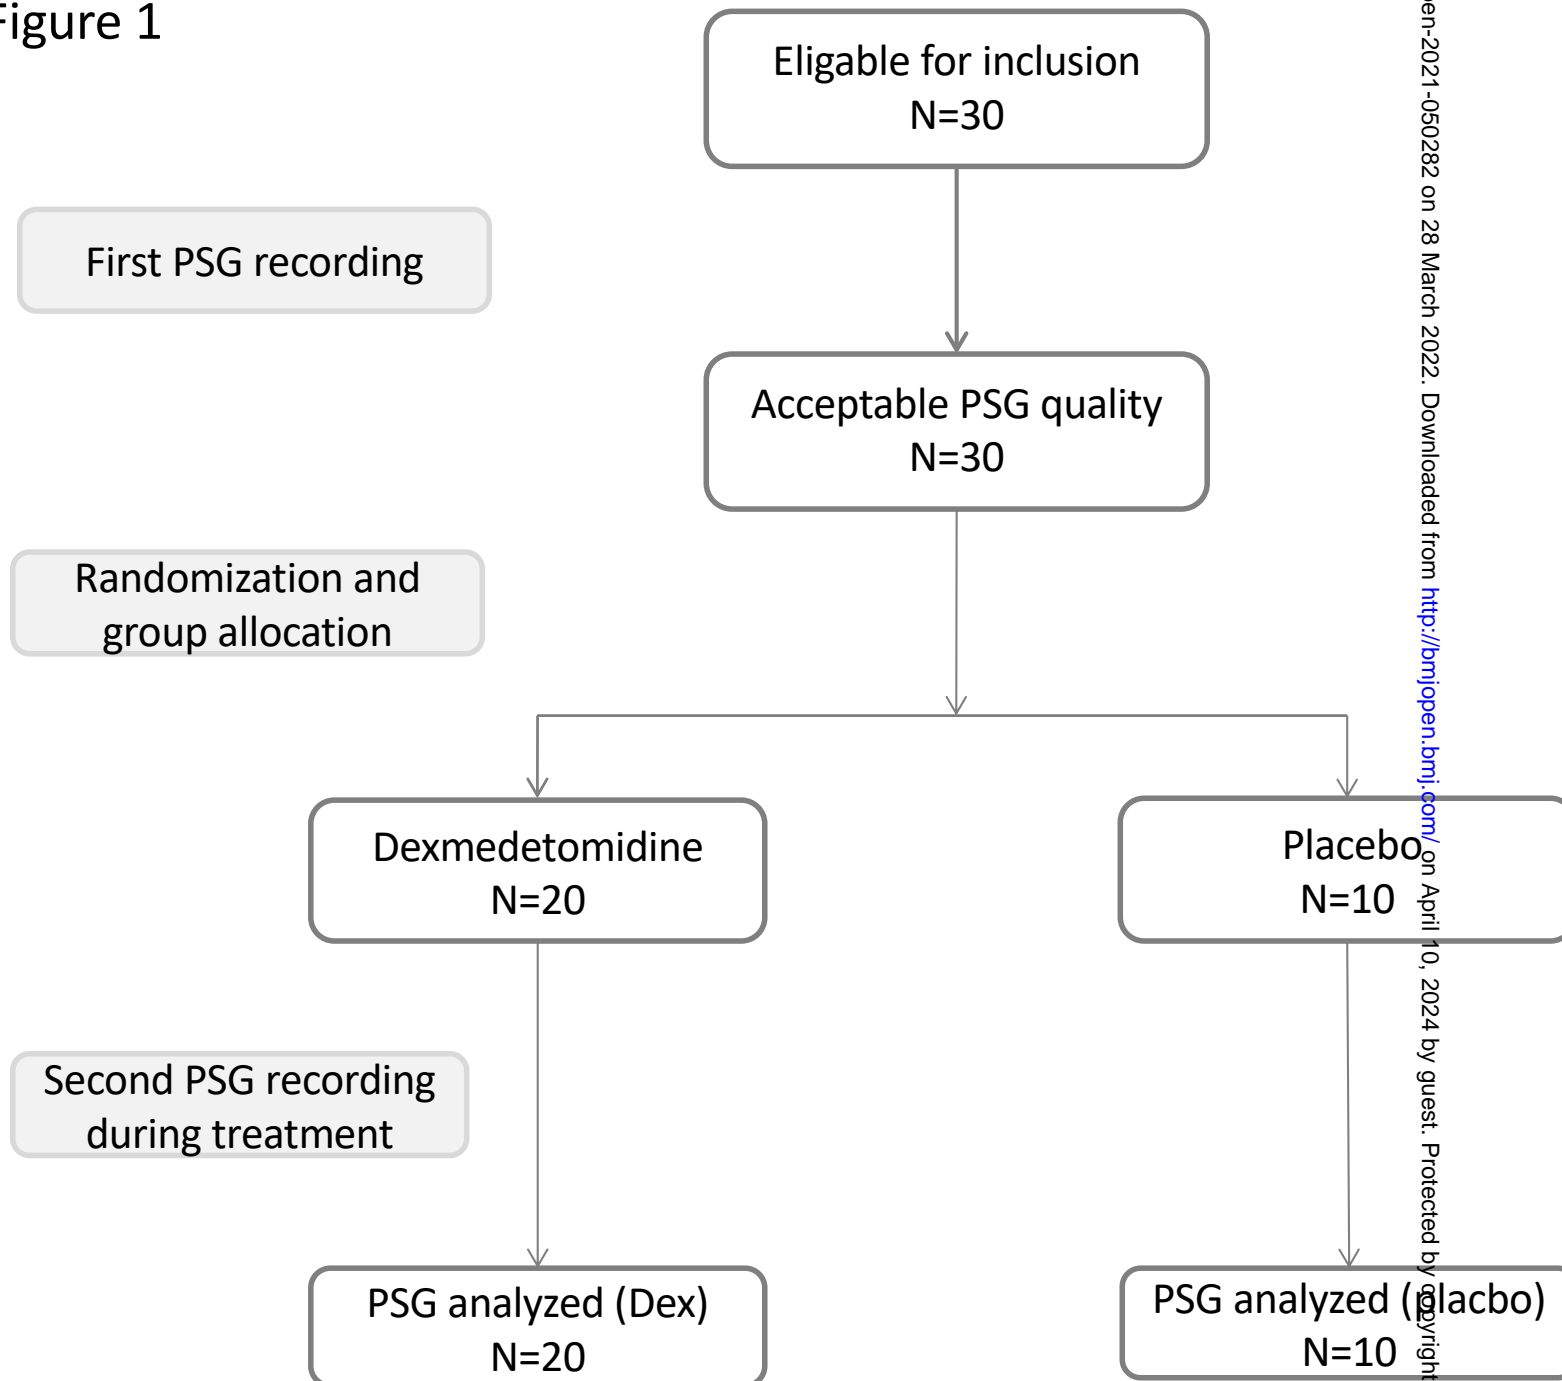 Figure 1
Eligable for inclusion
N=30
First PSG recording
Acceptable PSG quality
N=30
Randomization and
group allocation
Dexmedetomidine
N=20
Placebo
N=10
Second PSG recording
during treatment
PSG analyzed (Dex)
N=20
PSG analyzed (placbo)
N=10
pen-2021-050282 on 28 March 2022. Downloaded from http://bmjopen.bmj.com/ on April 10, 2024 by guest. Protected by copyright